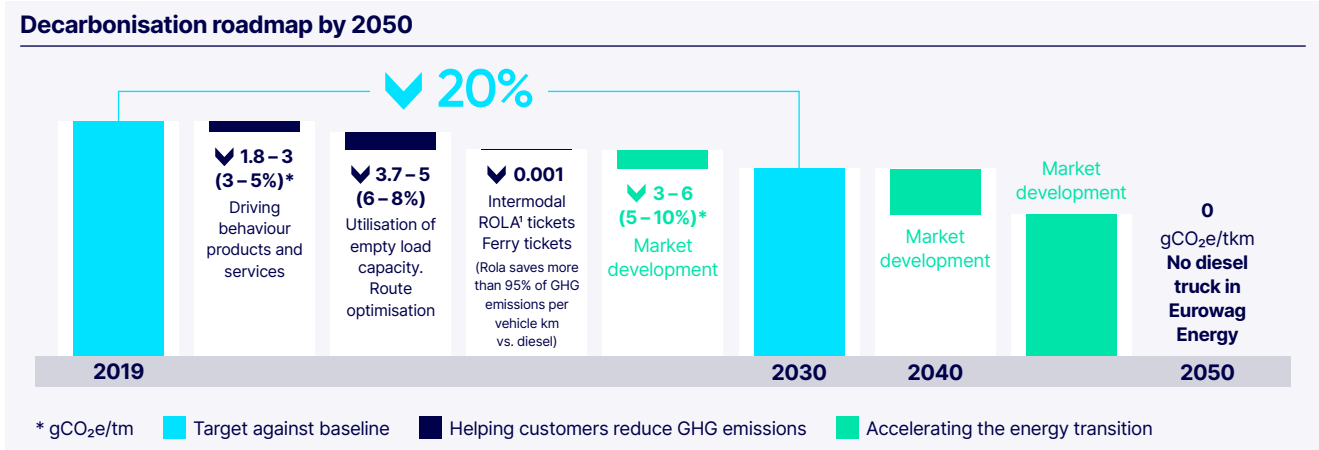 Decarbonisation roadmap by 2050
20%
1.8 – 3
(3 – 5%)*
Driving
behaviour
products and
services
3.7 – 5
(6 – 8%)
Utilisation of
empty load
capacity.
Route
optimisation
0.001
Intermodal
ROLA¹ tickets
Ferry tickets
(Rola saves more
than 95% of GHG
emissions per
vehicle km
vs. diesel)
3 – 6
(5 – 10%)*
Market
development
Market
development
Market
development
0
gCO₂e/tkm
No diesel
truck in
Eurowag
Energy
2019
2030
2040
2050
* gCO₂e/tm
Target against baseline
Helping customers reduce GHG emissions
Accelerating the energy transition